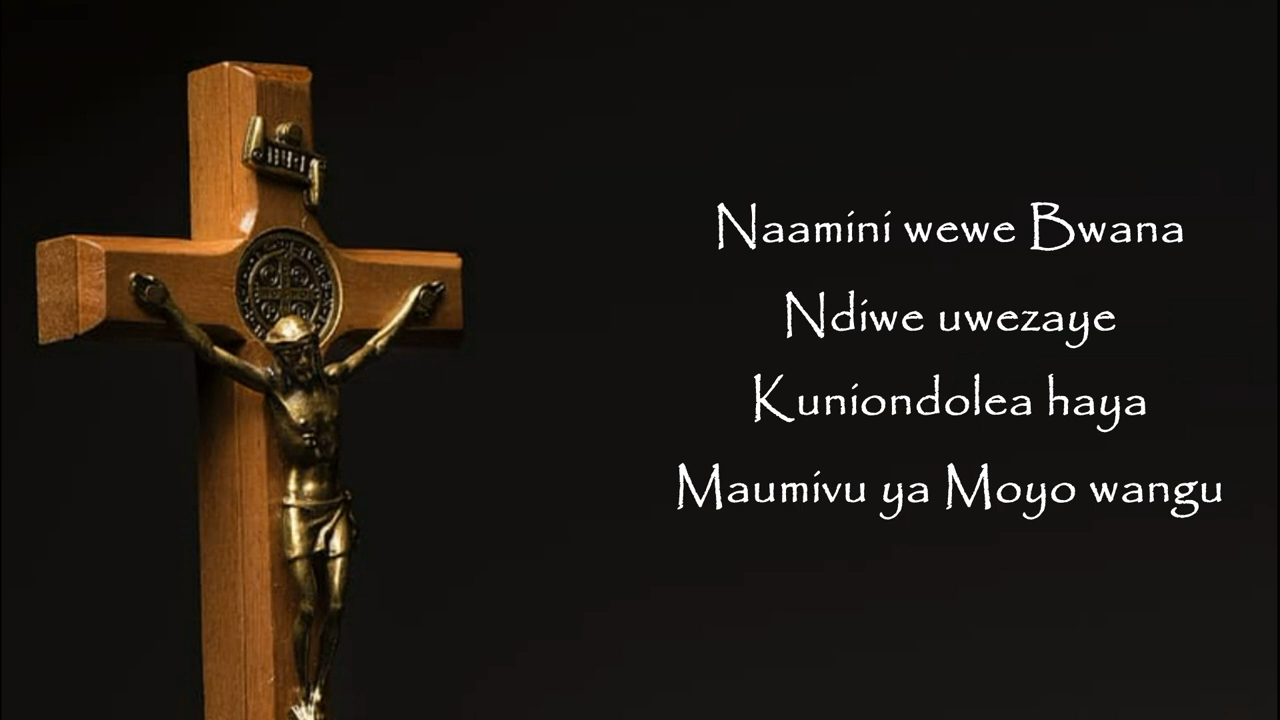 Naamini wewe Bwana
Ndiwe uwezaye
Kuniondolea haya
Maumivu ya Moyo wangu